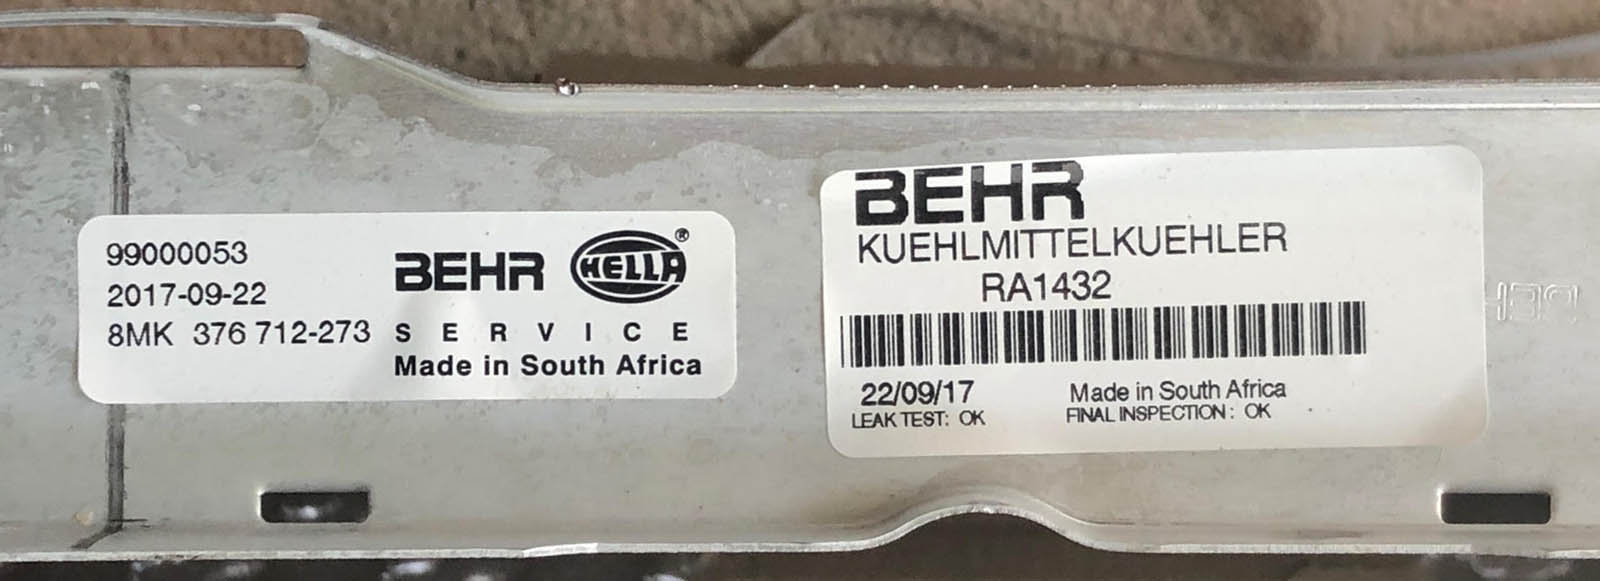 99000053
2017-09-22
8MK 376 712-273
BEHR HELLA®
SERVICE
Made in South Africa
BEHR
KUEHLMITTELKUEHLER
RA1432
22/09/17 Made in South Africa
LEAK TEST: OK FINAL INSPECTION: OK